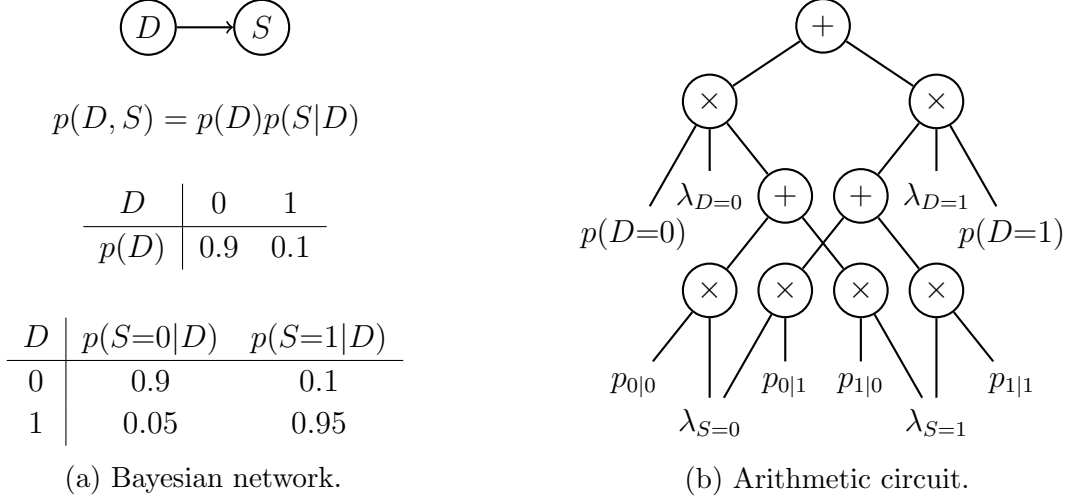 D S
p(D, S) = p(D)p(S|D)
D 0 1
p(D) 0.9 0.1
D p(S=0|D) p(S=1|D)
0 0.9 0.1
1 0.05 0.95
(a) Bayesian network.
+
× ×
λ_{D=0} + + λ_{D=1}
p(D=0) p(D=1)
× × × ×
p_{0|0} p_{0|1} p_{1|0} p_{1|1}
λ_{S=0} λ_{S=1}
(b) Arithmetic circuit.